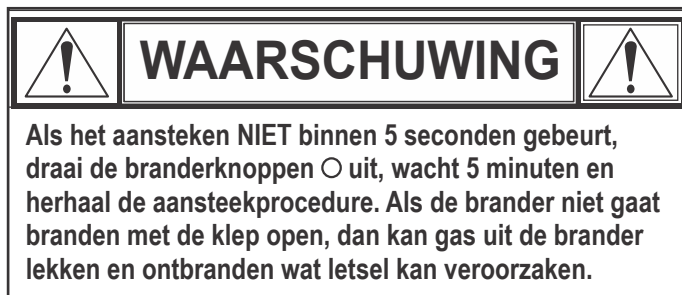 WAARSCHUWING
Als het aansteken NIET binnen 5 seconden gebeurt,
draai de branderknoppen O uit, wacht 5 minuten en
herhaal de aansteekprocedure. Als de brander niet gaat
branden met de klep open, dan kan gas uit de brander
lekken en ontbranden wat letsel kan veroorzaken.